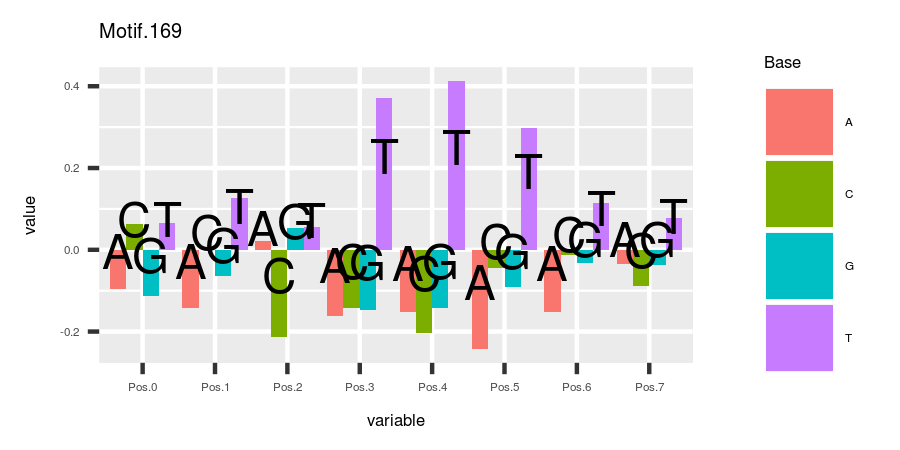 Motif.169
Base
0.4
0.2
0.0
-0.2
value
A C G T A C G T A C G T A C G T A C G T A C G T A C G T A C G T
Pos.0 Pos.1 Pos.2 Pos.3 Pos.4 Pos.5 Pos.6 Pos.7
variable
A
C
G
T